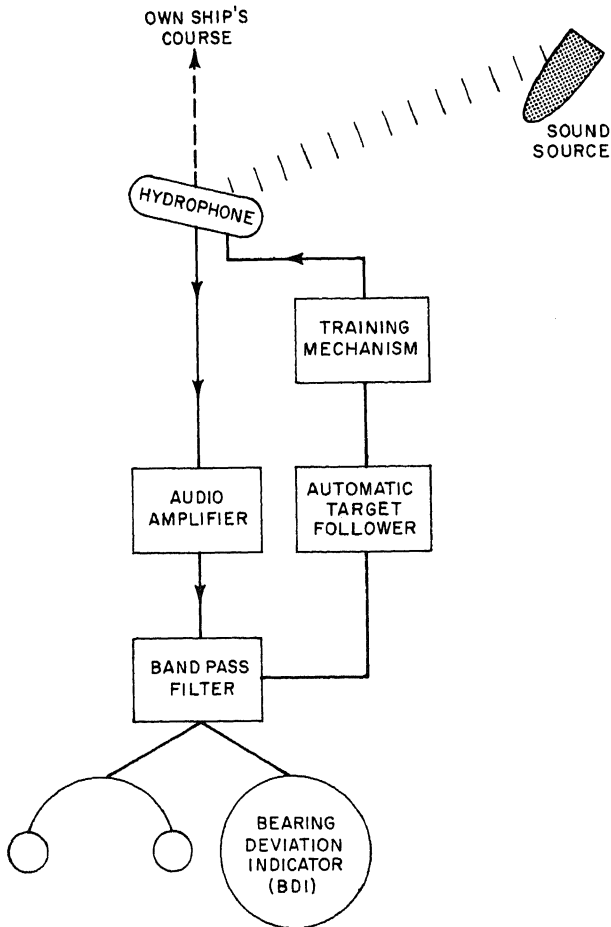 OWN SHIP'S
COURSE
SOUND
SOURCE
HYDROPHONE
TRAINING
MECHANISM
AUDIO
AMPLIFIER
AUTOMATIC
TARGET
FOLLOWER
BAND PASS
FILTER
BEARING
DEVIATION
INDICATOR
(BDI)